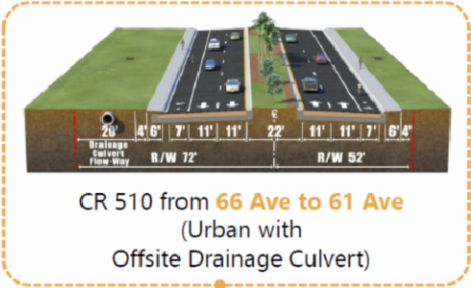 ℄
20' 4' 6' 7' 11' 11' 22' 11' 11' 7' 6' 4'
Drainage
Culvert
Flow-Way
R/W 72' R/W 52'
CR 510 from 66 Ave to 61 Ave
(Urban with
Offsite Drainage Culvert)